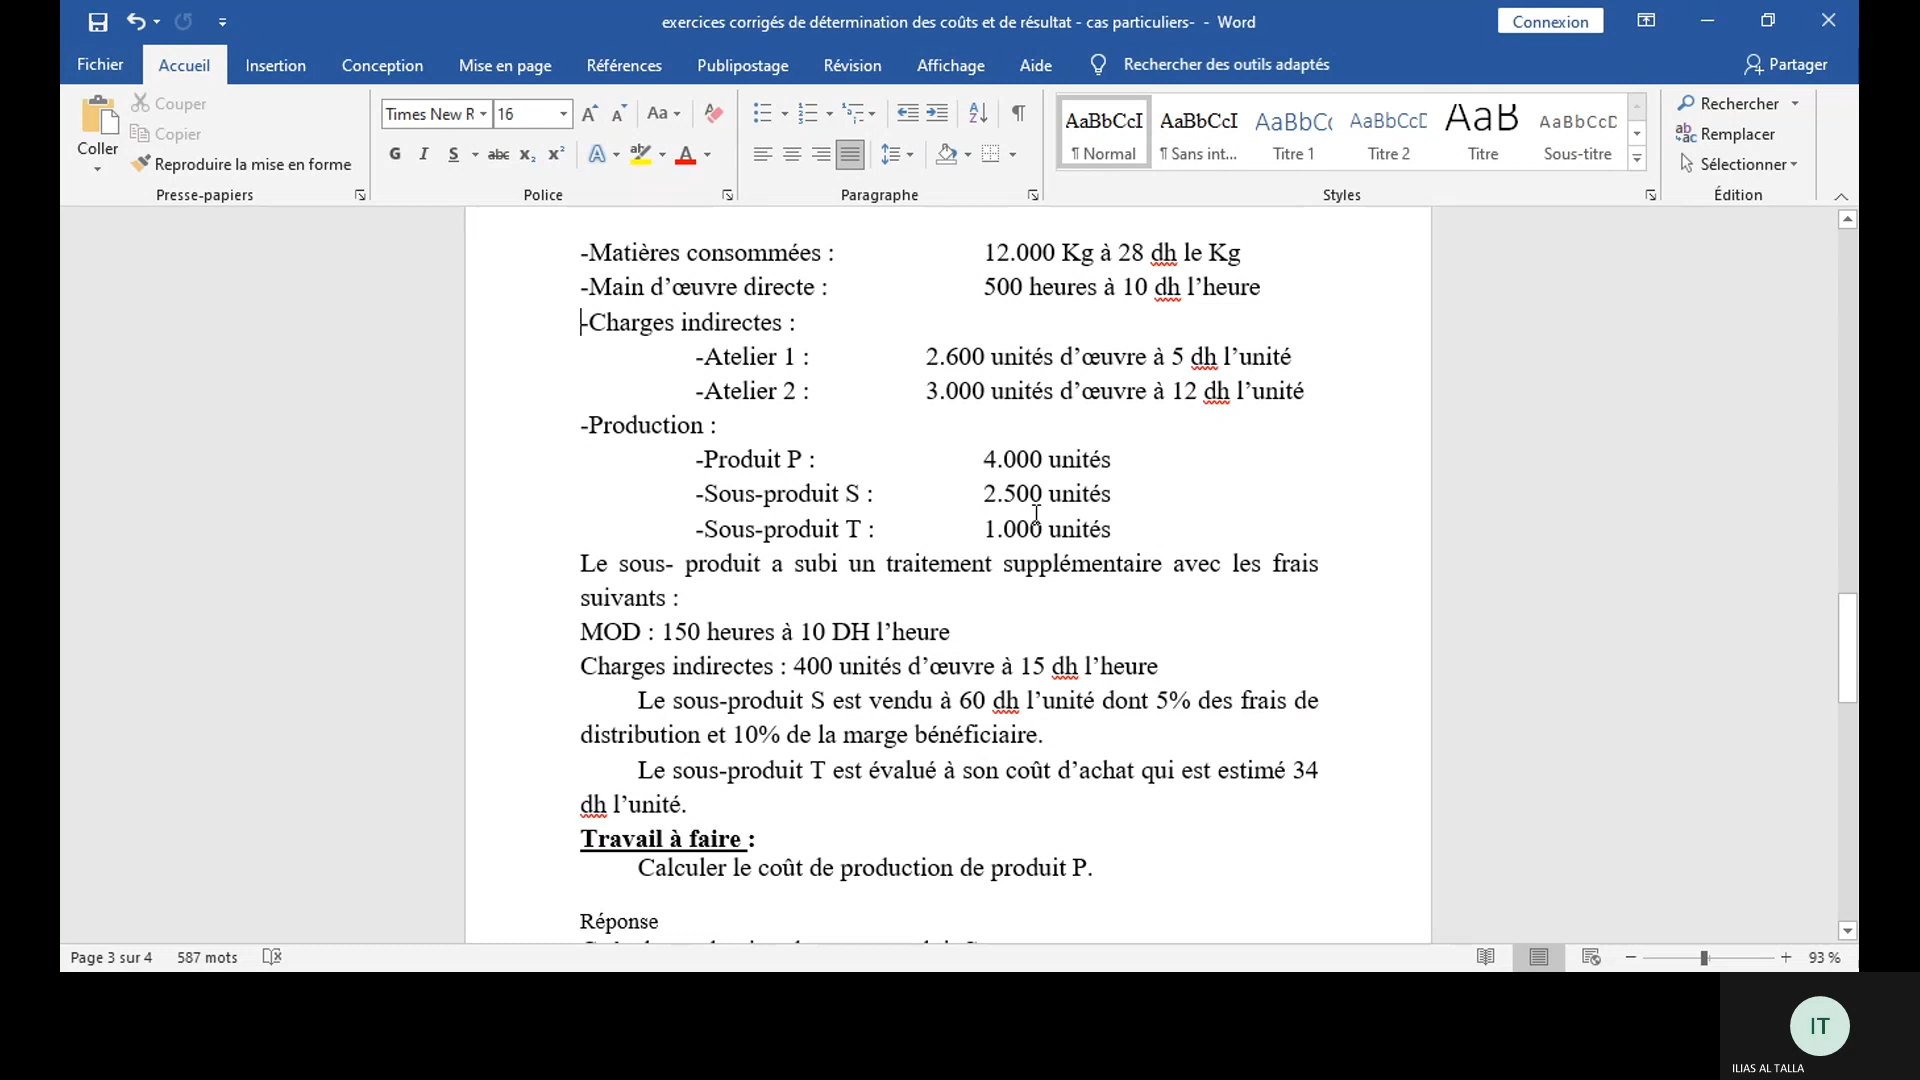 exercices corrigés de détermination des coûts et de résultat - cas particuliers- - Word
Connexion
Fichier Accueil Insertion Conception Mise en page Références Publipostage Révision Affichage Aide Rechercher des outils adaptés Partager
Coller
Couper
Copier
Reproduire la mise en forme
Presse-papiers
Times New R 16
Aa
G I S abc x₂ x² A ab A
Police
Paragraphe
AaBbCcI AaBbCcI AaBbCc AaBbCcD AaB AaBbCcD
¶ Normal ¶ Sans int... Titre 1 Titre 2 Titre Sous-titre
Styles
Rechercher
Remplacer
Sélectionner
Édition
-Matières consommées : 12.000 Kg à 28 dh le Kg
-Main d’œuvre directe : 500 heures à 10 dh l’heure
-Charges indirectes :
-Atelier 1 : 2.600 unités d’œuvre à 5 dh l’unité
-Atelier 2 : 3.000 unités d’œuvre à 12 dh l’unité
-Production :
-Produit P : 4.000 unités
-Sous-produit S : 2.500 unités
-Sous-produit T : 1.000 unités
Le sous- produit a subi un traitement supplémentaire avec les frais
suivants :
MOD : 150 heures à 10 DH l’heure
Charges indirectes : 400 unités d’œuvre à 15 dh l’heure
Le sous-produit S est vendu à 60 dh l’unité dont 5% des frais de
distribution et 10% de la marge bénéficiaire.
Le sous-produit T est évalué à son coût d’achat qui est estimé 34
dh l’unité.
Travail à faire :
Calculer le coût de production de produit P.
Réponse
Page 3 sur 4 587 mots 93 %
IT
ILIAS AL TALLA